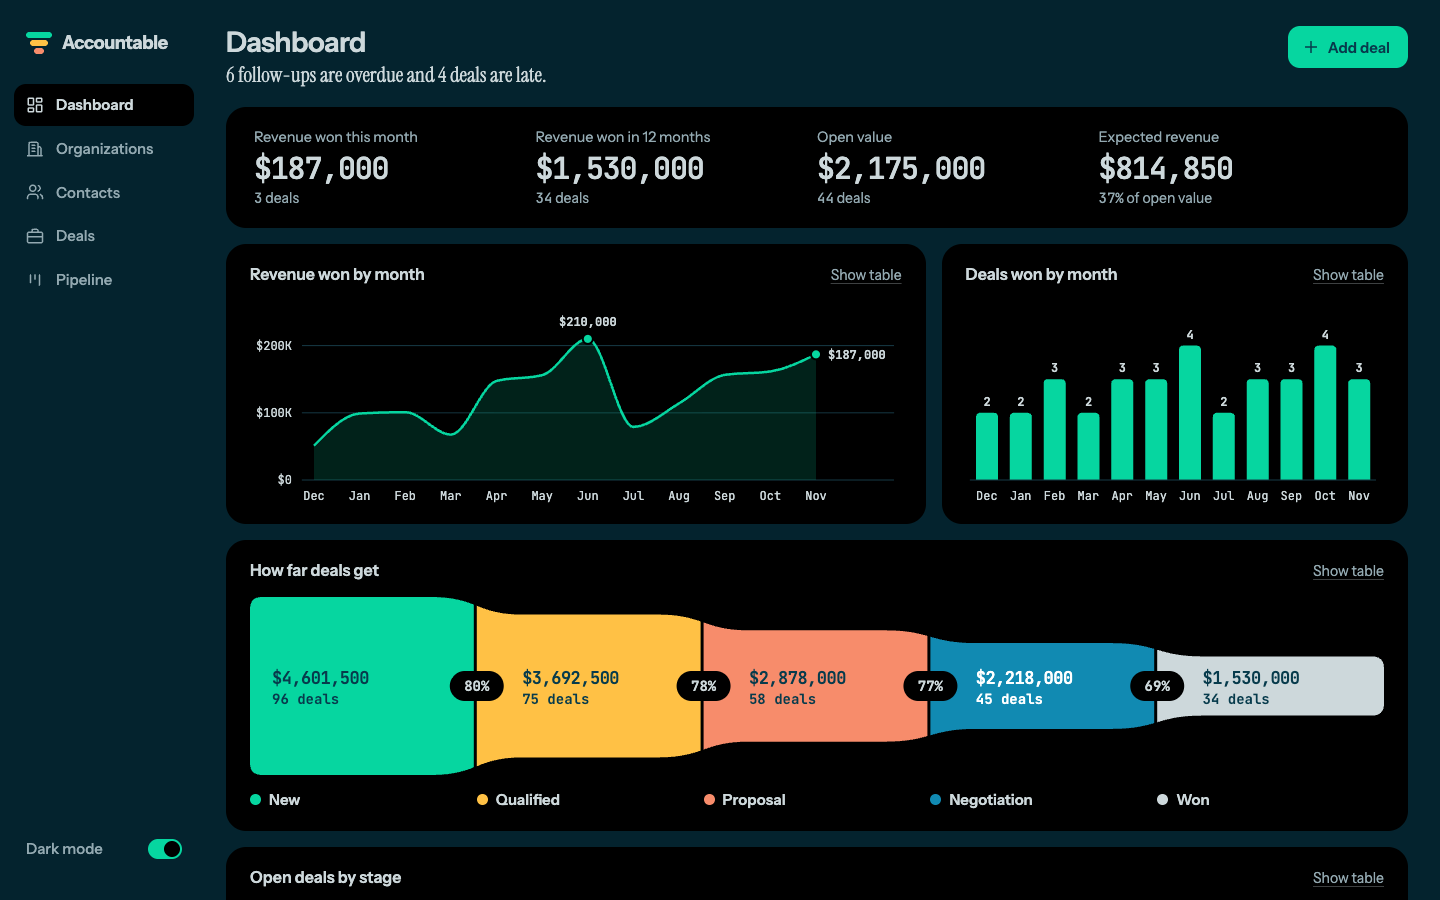 Accountable
Dashboard
Organizations
Contacts
Deals
Pipeline
Dark mode
Dashboard
6 follow-ups are overdue and 4 deals are late.
Add deal
Revenue won this month
$187,000
3 deals
Revenue won in 12 months
$1,530,000
34 deals
Open value
$2,175,000
44 deals
Expected revenue
$814,850
37% of open value
Revenue won by month
Show table
$210,000
$200K
$187,000
$100K
$0
Dec Jan Feb Mar Apr May Jun Jul Aug Sep Oct Nov
Deals won by month
Show table
2 2 3 2 3 3 4 2 3 3 4 3
Dec Jan Feb Mar Apr May Jun Jul Aug Sep Oct Nov
How far deals get
Show table
$4,601,500
96 deals
80%
$3,692,500
75 deals
78%
$2,878,000
58 deals
77%
$2,218,000
45 deals
69%
$1,530,000
34 deals
New
Qualified
Proposal
Negotiation
Won
Open deals by stage
Show table